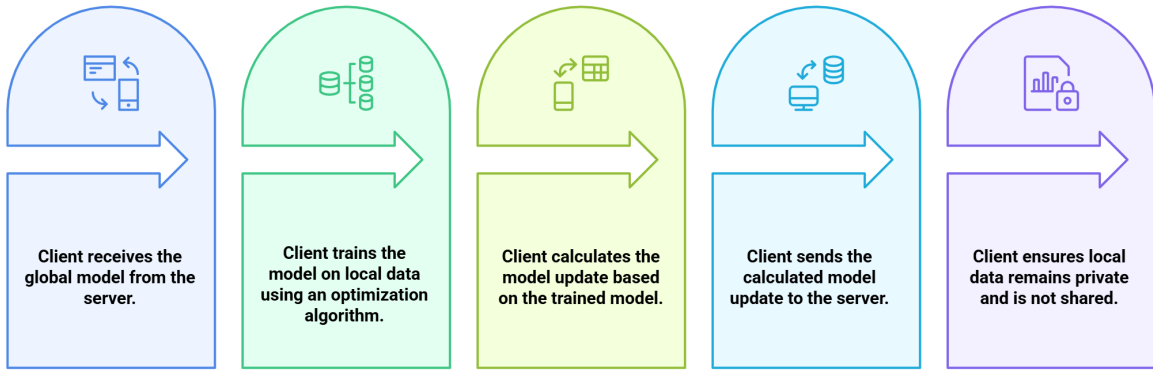 Client receives the
global model from the
server.
Client trains the
model on local data
using an optimization
algorithm.
Client calculates the
model update based
on the trained model.
Client sends the
calculated model
update to the server.
Client ensures local
data remains private
and is not shared.